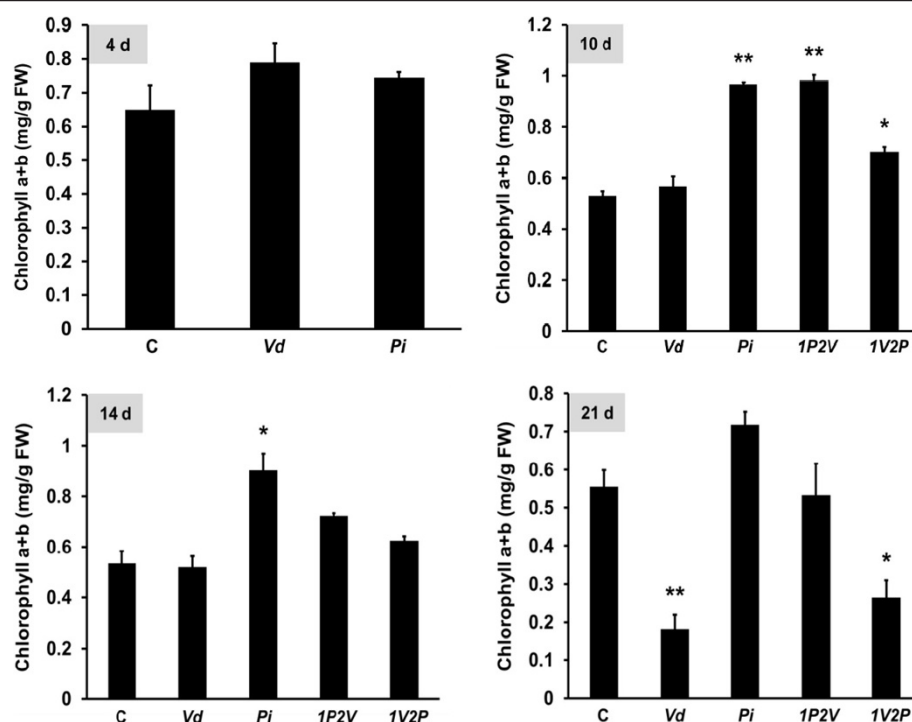 4 d
Chlorophyll a+b (mg/g FW)
0.9
0.8
0.7
0.6
0.5
0.4
0.3
0.2
0.1
0
C Vd Pi
10 d
Chlorophyll a+b (mg/g FW)
1.2
1
0.8
0.6
0.4
0.2
0
** ** *
C Vd Pi 1P2V 1V2P
14 d
Chlorophyll a+b (mg/g FW)
1.2
1
0.8
0.6
0.4
0.2
0
*
C Vd Pi 1P2V 1V2P
21 d
Chlorophyll a+b (mg/g FW)
0.8
0.7
0.6
0.5
0.4
0.3
0.2
0.1
0
** *
C Vd Pi 1P2V 1V2P